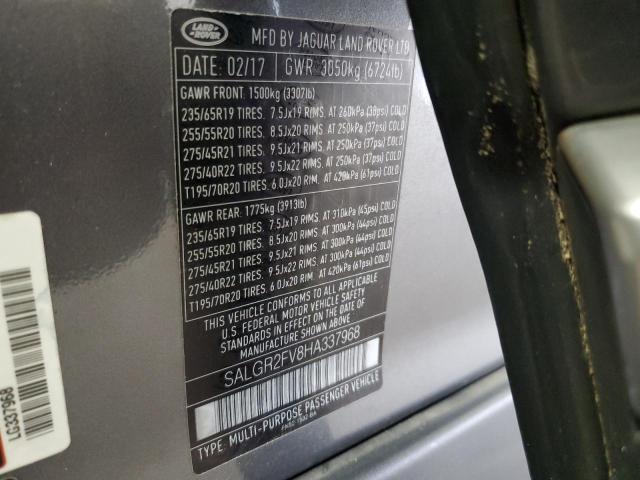 LAND ROVER
MFD BY JAGUAR LAND ROVER LTD
DATE: 02/17 GWR- 3050kg (6724lb)
GAWR FRONT: 1500kg (3307lb)
235/65R19 TIRES. 7.5Jx19 RIMS. AT 260kPa (38psi) COLD
255/55R20 TIRES. 8.5Jx20 RIMS. AT 250kPa (37psi) COLD
275/45R21 TIRES. 9.5Jx21 RIMS. AT 250kPa (37psi) COLD
275/40R22 TIRES. 9.5Jx22 RIMS. AT 250kPa (37psi) COLD
T195/70R20 TIRES. 6.0Jx20 RIM. AT 420kPa (61psi) COLD
GAWR REAR: 1775kg (3913lb)
235/65R19 TIRES. 7.5Jx19 RIMS. AT 310kPa (45psi) COLD
255/55R20 TIRES. 8.5Jx20 RIMS. AT 300kPa (44psi) COLD
275/45R21 TIRES. 9.5Jx21 RIMS. AT 300kPa (44psi) COLD
275/40R22 TIRES. 9.5Jx22 RIMS. AT 300kPa (44psi) COLD
T195/70R20 TIRES. 6.0Jx20 RIM. AT 420kPa (61psi) COLD
THIS VEHICLE CONFORMS TO ALL APPLICABLE
U.S. FEDERAL MOTOR VEHICLE SAFETY AND
THEFT PREVENTION STANDARDS IN EFFECT ON
THE DATE OF MANUFACTURE SHOWN ABOVE.
SALGR2FV8HA337968
TYPE: MULTI-PURPOSE PASSENGER VEHICLE
LG337968